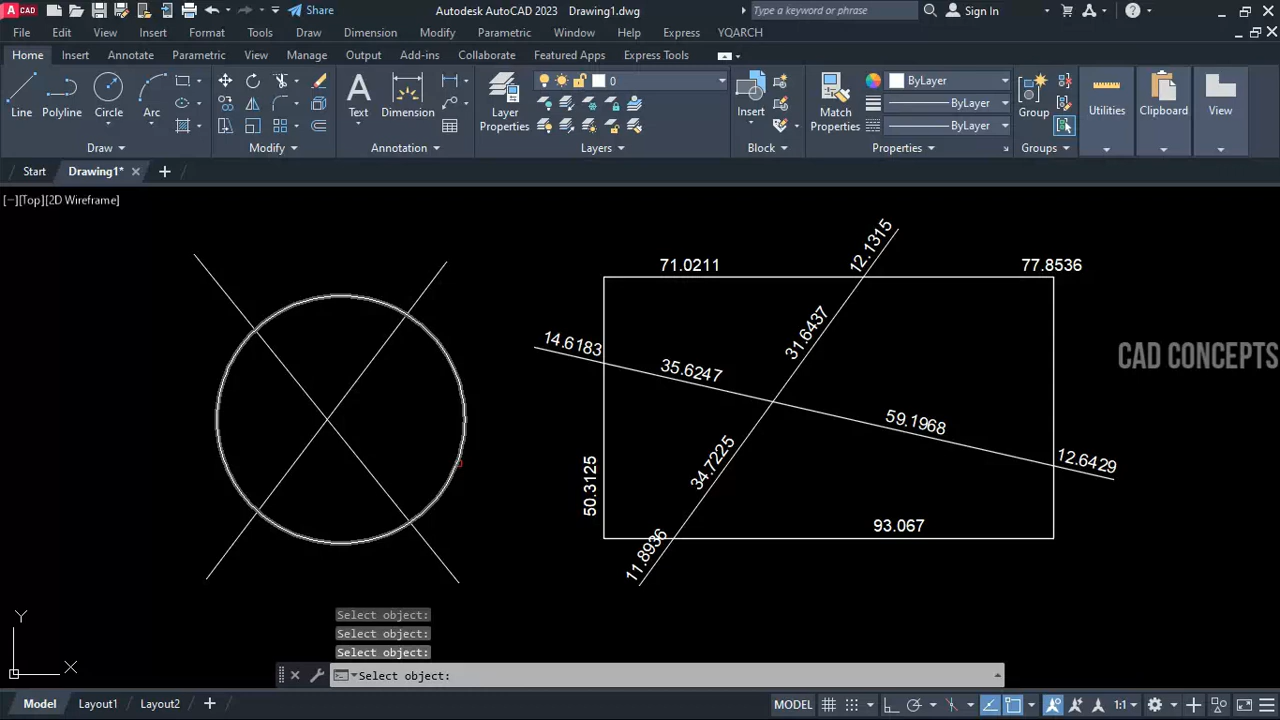 CAD
Share
Autodesk AutoCAD 2023 Drawing1.dwg
Type a keyword or phrase
Sign In
File Edit View Insert Format Tools Draw Dimension Modify Parametric Window Help Express YQARCH
Home Insert Annotate Parametric View Manage Output Add-ins Collaborate Featured Apps Express Tools
Line Polyline Circle Arc
Draw
Modify
Text Dimension
Annotation
Layer Properties
0
Layers
Insert
Block
Match Properties
ByLayer
ByLayer
ByLayer
Properties
Group
Groups
Utilities
Clipboard
View
Start Drawing1*
[−][Top][2D Wireframe]
12.1315
71.0211
77.8536
31.6437
14.6183
35.6247
CAD CONCEPTS
59.1968
34.7225
12.6429
50.3125
93.067
11.8936
Select object:
Select object:
Select object:
Select object:
Y
X
Model Layout1 Layout2
MODEL
1:1